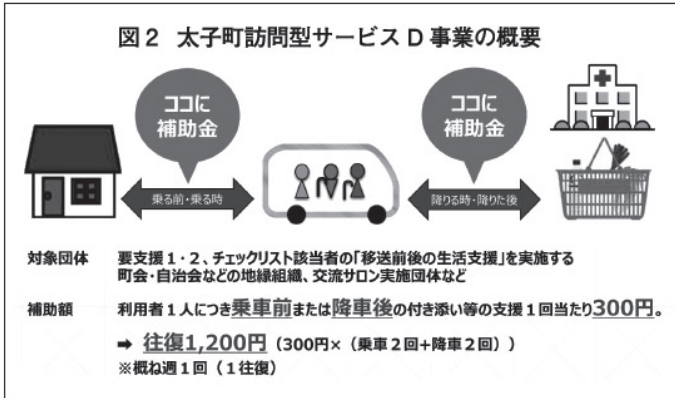 図2 太子町訪問型サービスD事業の概要
ココに
補助金
ココに
補助金
乗る前・乗る時
降りる時・降りた後
対象団体 要支援1・2、チェックリスト該当者の「移送前後の生活支援」を実施する
町会・自治会などの地縁組織、交流サロン実施団体など
補助額 利用者1人につき乗車前または降車後の付き添い等の支援1回当たり300円。
➡ 往復1,200円(300円×(乗車2回+降車2回))
※概ね週1回(1往復)